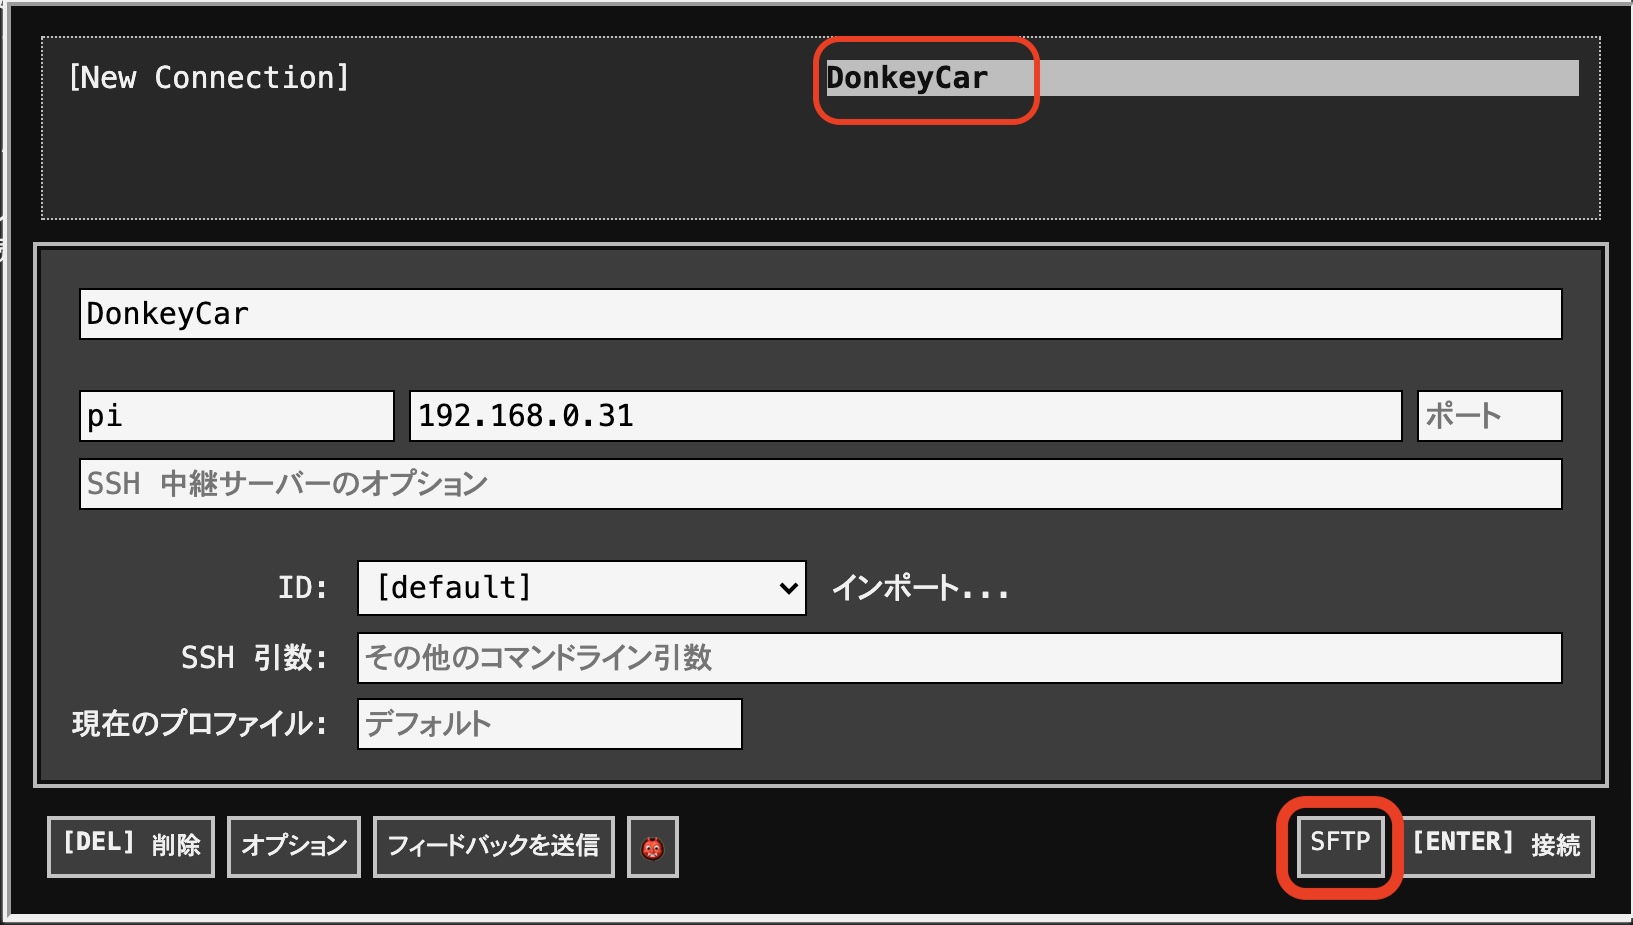 [New Connection] DonkeyCar
DonkeyCar
pi 192.168.0.31 ポート
SSH 中継サーバーのオプション
ID: [default] インポート...
SSH 引数: その他のコマンドライン引数
現在のプロファイル: デフォルト
[DEL] 削除 オプション フィードバックを送信 SFTP [ENTER] 接続